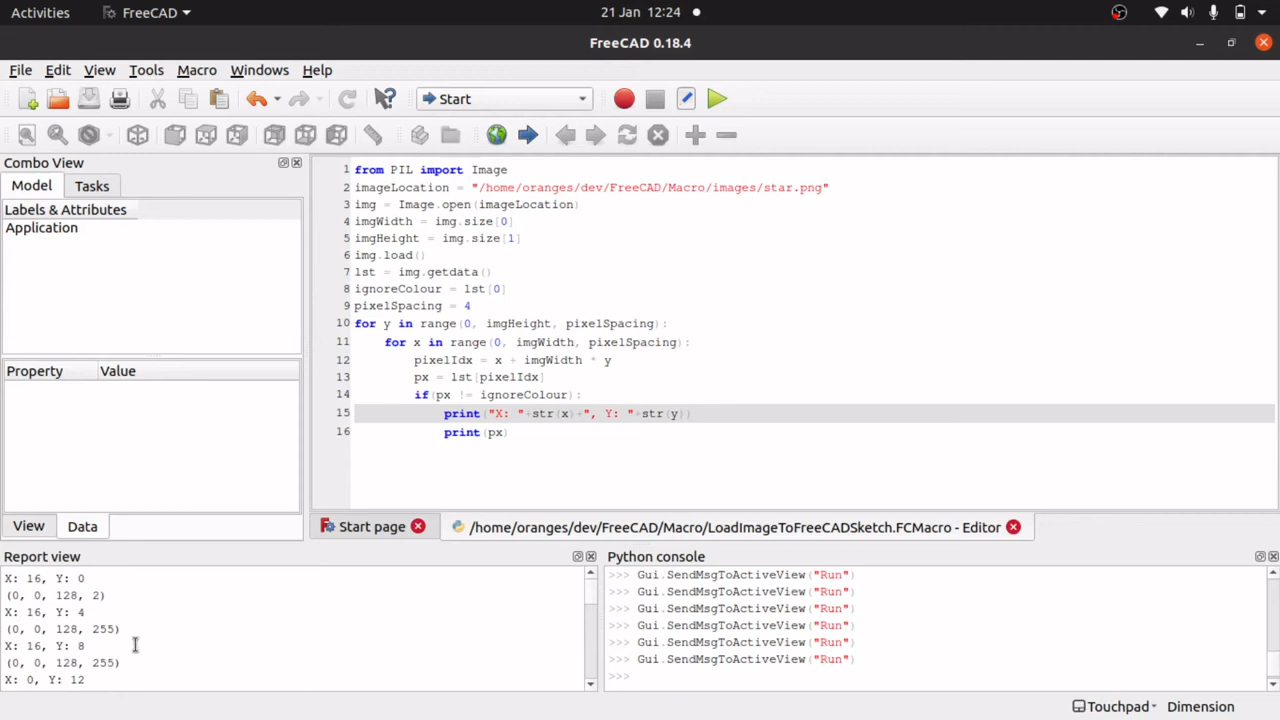 Activities FreeCAD 21 Jan 12:24
FreeCAD 0.18.4
File Edit View Tools Macro Windows Help
Start
Combo View
Model Tasks
Labels & Attributes
Application
Property Value
View Data
1 from PIL import Image
2 imageLocation = "/home/oranges/dev/FreeCAD/Macro/images/star.png"
3 img = Image.open(imageLocation)
4 imgWidth = img.size[0]
5 imgHeight = img.size[1]
6 img.load()
7 lst = img.getdata()
8 ignoreColour = lst[0]
9 pixelSpacing = 4
10 for y in range(0, imgHeight, pixelSpacing):
11 for x in range(0, imgWidth, pixelSpacing):
12 pixelIdx = x + imgWidth * y
13 px = lst[pixelIdx]
14 if(px != ignoreColour):
15 print("X: "+str(x)+", Y: "+str(y))
16 print(px)
Start page /home/oranges/dev/FreeCAD/Macro/LoadImageToFreeCADSketch.FCMacro - Editor
Report view
X: 16, Y: 0
(0, 0, 128, 2)
X: 16, Y: 4
(0, 0, 128, 255)
X: 16, Y: 8
(0, 0, 128, 255)
X: 0, Y: 12
Python console
>>> Gui.SendMsgToActiveView("Run")
>>> Gui.SendMsgToActiveView("Run")
>>> Gui.SendMsgToActiveView("Run")
>>> Gui.SendMsgToActiveView("Run")
>>> Gui.SendMsgToActiveView("Run")
>>> Gui.SendMsgToActiveView("Run")
>>>
Touchpad Dimension